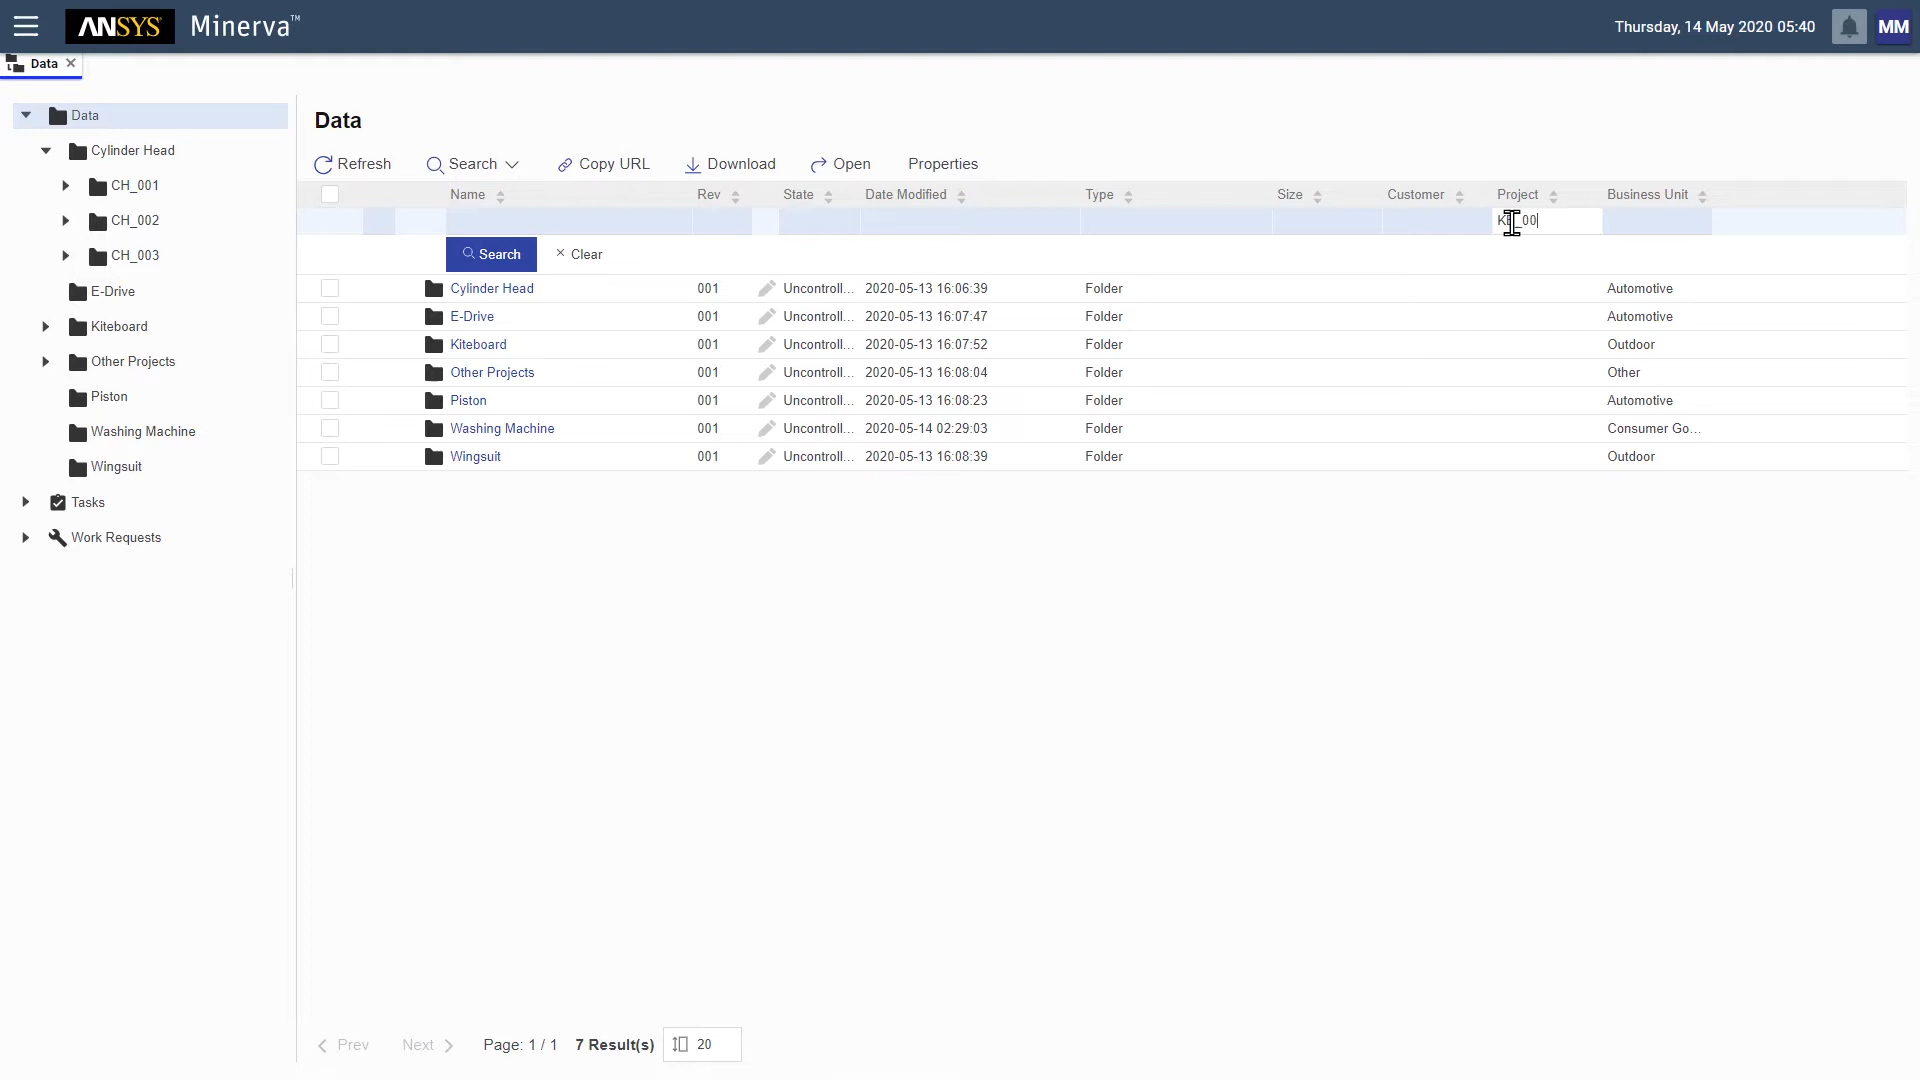 ANSYS Minerva™
Thursday, 14 May 2020 05:40
MM
Data
Data
Cylinder Head
CH_001
CH_002
CH_003
E-Drive
Kiteboard
Other Projects
Piston
Washing Machine
Wingsuit
Tasks
Work Requests
Data
Refresh Search Copy URL Download Open Properties
Name Rev State Date Modified Type Size Customer Project Business Unit
Search × Clear
Cylinder Head 001 Uncontroll... 2020-05-13 16:06:39 Folder Automotive
E-Drive 001 Uncontroll... 2020-05-13 16:07:47 Folder Automotive
Kiteboard 001 Uncontroll... 2020-05-13 16:07:52 Folder Outdoor
Other Projects 001 Uncontroll... 2020-05-13 16:08:04 Folder Other
Piston 001 Uncontroll... 2020-05-13 16:08:23 Folder Automotive
Washing Machine 001 Uncontroll... 2020-05-14 02:29:03 Folder Consumer Go...
Wingsuit 001 Uncontroll... 2020-05-13 16:08:39 Folder Outdoor
Prev Next Page: 1 / 1 7 Result(s) 20